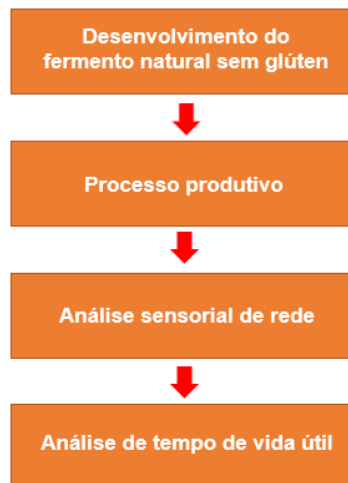 Desenvolvimento do
fermento natural sem glúten
Processo produtivo
Análise sensorial de rede
Análise de tempo de vida útil